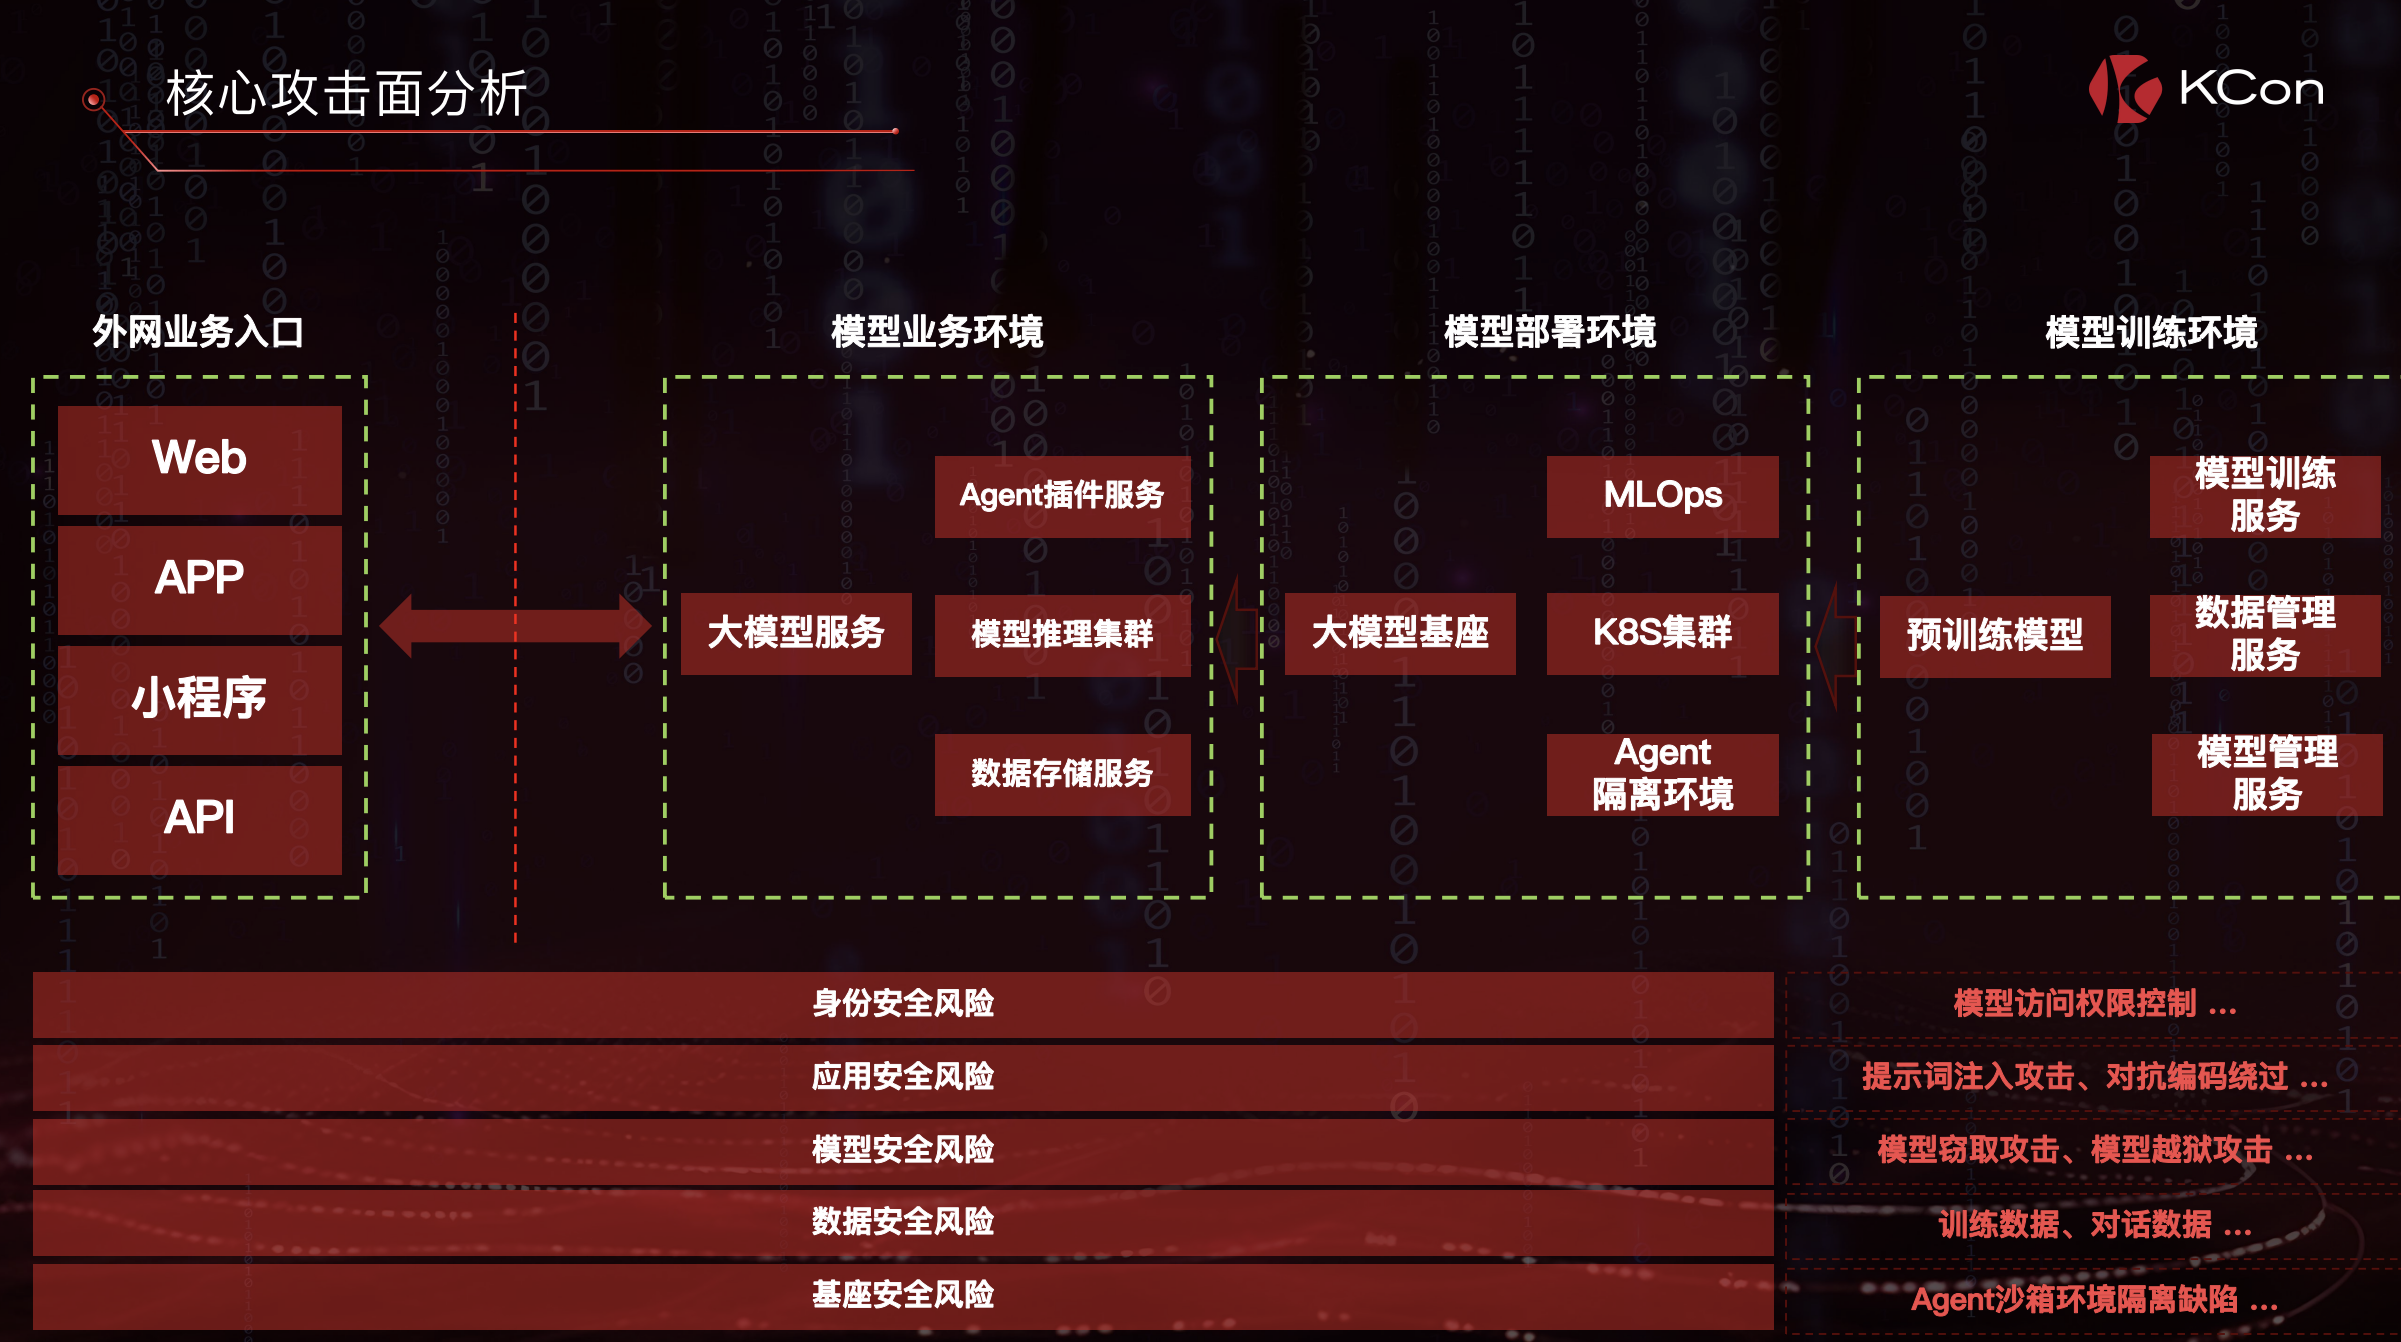 核心攻击面分析
KCon
外网业务入口
Web
APP
小程序
API
模型业务环境
大模型服务
Agent插件服务
模型推理集群
数据存储服务
模型部署环境
大模型基座
MLOps
K8S集群
Agent
隔离环境
模型训练环境
预训练模型
模型训练
服务
数据管理
服务
模型管理
服务
身份安全风险
模型访问权限控制 ...
应用安全风险
提示词注入攻击、对抗编码绕过 ...
模型安全风险
模型窃取攻击、模型越狱攻击 ...
数据安全风险
训练数据、对话数据 ...
基座安全风险
Agent沙箱环境隔离缺陷 ...